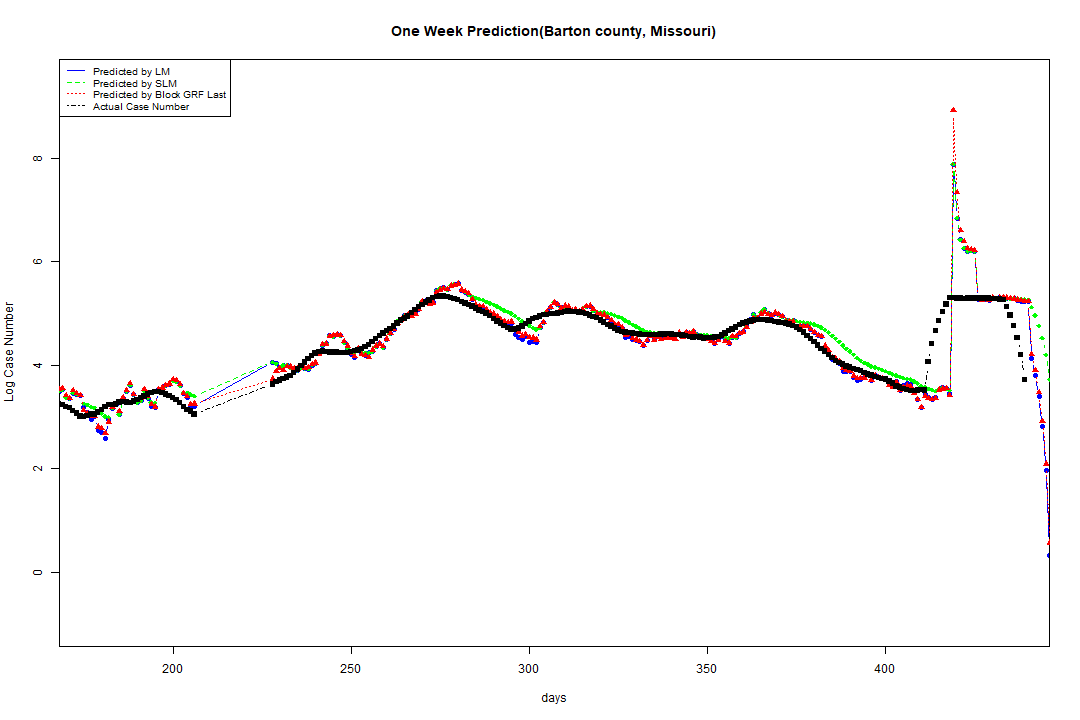 One Week Prediction(Barton county, Missouri)
Predicted by LM
Predicted by SLM
Predicted by Block GRF Last
Actual Case Number
Log Case Number
8
6
4
2
0
200 250 300 350 400
days